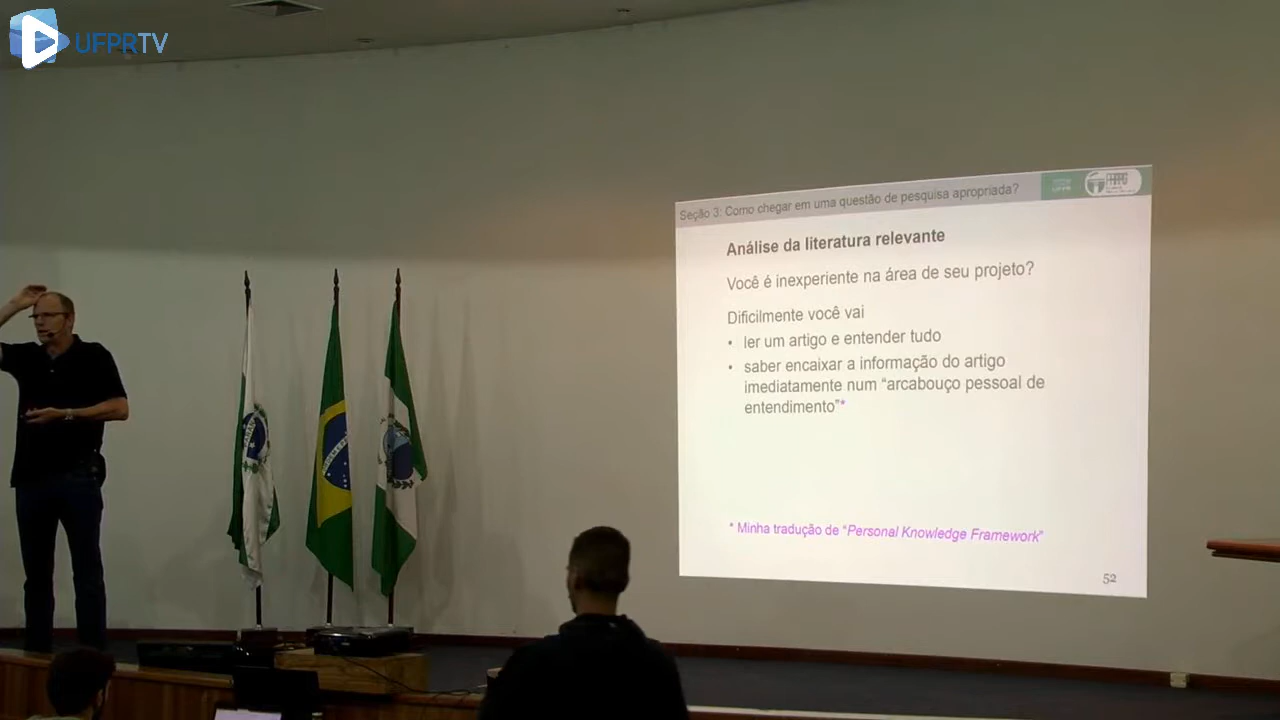 UFPRTV
Seção 3: Como chegar em uma questão de pesquisa apropriada?
Análise da literatura relevante
Você é inexperiente na área de seu projeto?
Dificilmente você vai
• ler um artigo e entender tudo
• saber encaixar a informação do artigo
imediatamente num “arcabouço pessoal de
entendimento”*
* Minha tradução de “Personal Knowledge Framework”
52